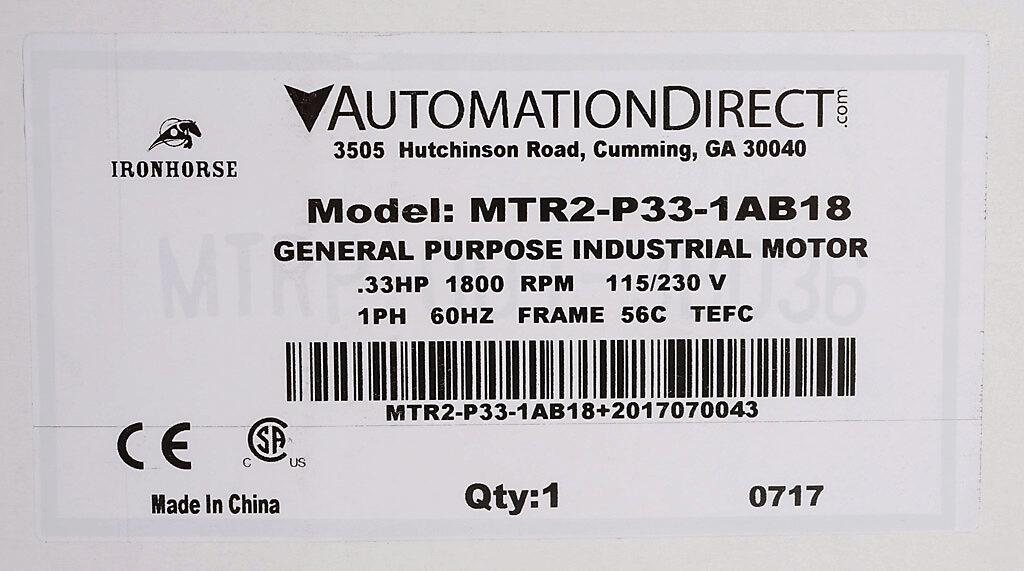 AUTOMATIONDIRECT.com
3505 Hutchinson Road, Cumming, GA 30040
IRONHORSE
Model: MTR2-P33-1AB18
GENERAL PURPOSE INDUSTRIAL MOTOR
.33HP 1800 RPM 115/230 V
1PH 60HZ FRAME 56C TEFC
MTR2-P33-1AB18+2017070043
CE
C SA US
Made In China
Qty:1
0717